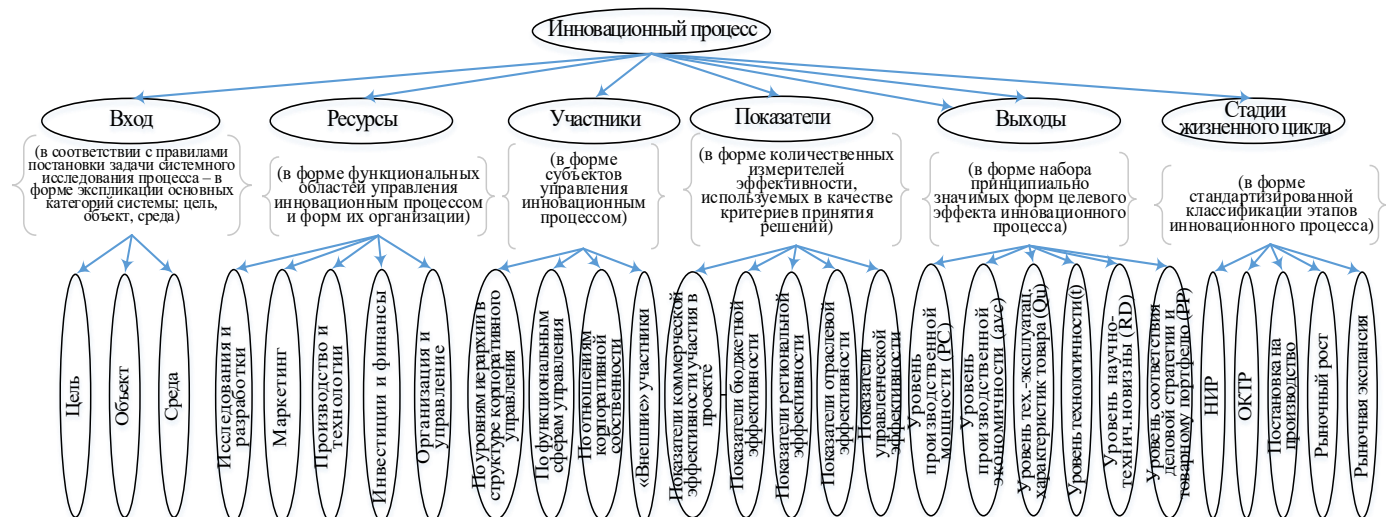 Инновационный процесс
Вход
Ресурсы
Участники
Показатели
Выходы
Стадии
жизненного цикла
(в соответствии с правилами
постановки задачи системного
исследования процесса – в
форме экспликации основных
категорий системы: цель,
объект, среда)
(в форме функциональных
областей управления
инновационным процессом
и форм их организации)
(в форме
субъектов
управления
инновационным
процессом)
(в форме количественных
измерителей
эффективности,
используемых в качестве
критериев принятия
решений)
(в форме набора
принципиально
значимых форм целевого
эффекта инновационного
процесса)
(в форме
стандартизированной
классификации этапов
инновационного процесса)
Цель
Объект
Среда
Исследования и
разработки
Маркетинг
Производство и
технологии
Инвестиции и финансы
Организация и
управление
По уровням иерархии в
структуре корпоративного
управления
По функциональным
сферам управления
По отношениям
корпоративной
собственности
«Внешние» участники
Показатели коммерческой
эффективности участия в
проекте
Показатели бюджетной
эффективности
Показатели региональной
эффективности
Показатели отраслевой
эффективности
Показатели
управленческой
эффективности
Уровень
производственной
мощности (PC)
Уровень
производственной
экономичности (avc)
Уровень тех.-эксплуатац.
характеристик товара (Qu)
Уровень технологичности(t)
Уровень научно-
технич. новизны (RD)
Уровень соответствия
деловой стратегии и
товарному портфелю (PP)
НИР
ОКТР
Постановка на
производство
Рыночный рост
Рыночная экспансия